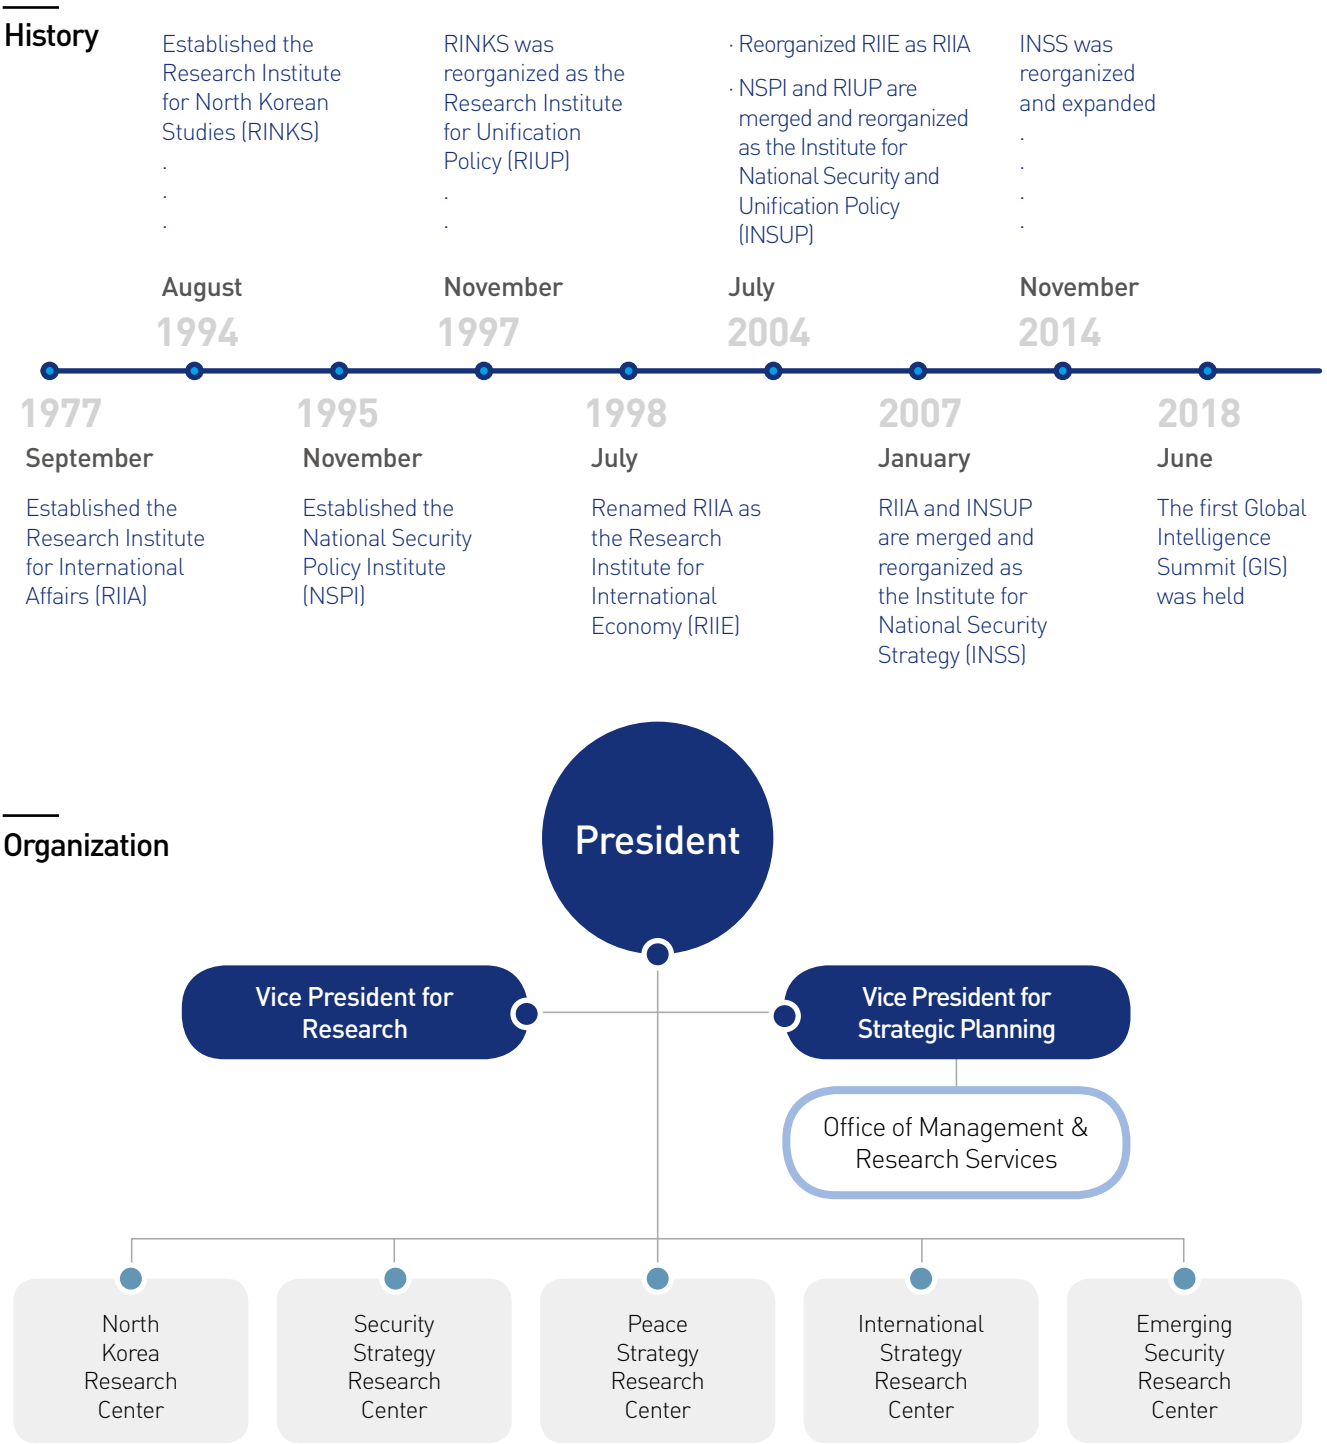 History
Established the
Research Institute
for North Korean
Studies (RINKS)
.
.
.
August
1994
RINKS was
reorganized as the
Research Institute
for Unification
Policy (RIUP)
.
.
November
1997
· Reorganized RIIE as RIIA
· NSPI and RIUP are
merged and reorganized
as the Institute for
National Security and
Unification Policy
(INSUP)
July
2004
INSS was
reorganized
and expanded
.
.
.
.
November
2014
1977
September
Established the
Research Institute
for International
Affairs (RIIA)
1995
November
Established the
National Security
Policy Institute
(NSPI)
1998
July
Renamed RIIA as
the Research
Institute for
International
Economy (RIIE)
2007
January
RIIA and INSUP
are merged and
reorganized as
the Institute for
National Security
Strategy (INSS)
2018
June
The first Global
Intelligence
Summit (GIS)
was held
Organization
President
Vice President for
Research
Vice President for
Strategic Planning
Office of Management &
Research Services
North
Korea
Research
Center
Security
Strategy
Research
Center
Peace
Strategy
Research
Center
International
Strategy
Research
Center
Emerging
Security
Research
Center